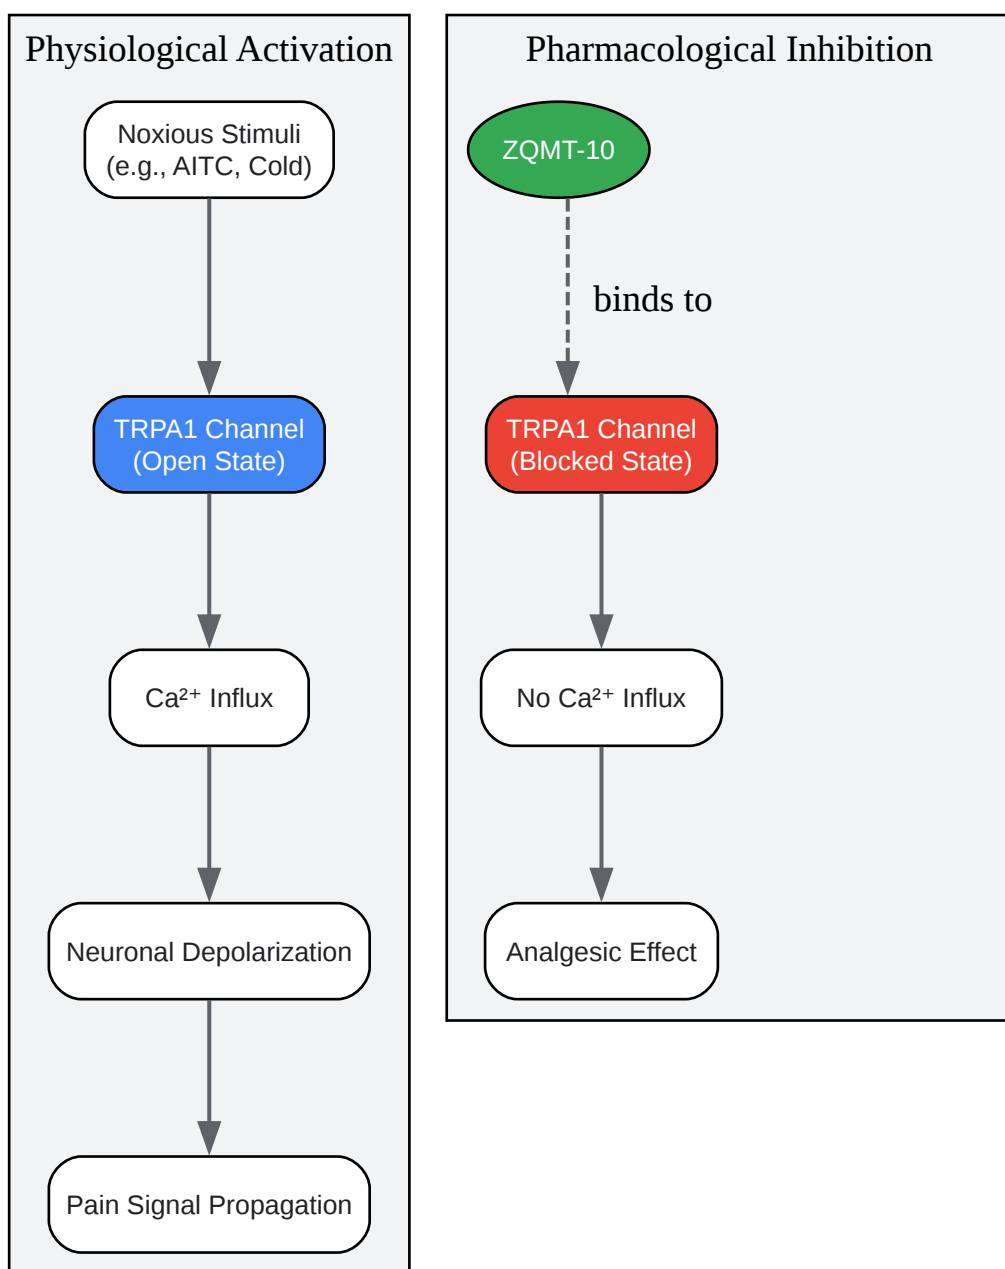 Physiological Activation
Noxious Stimuli
(e.g., AITC, Cold)
TRPA1 Channel
(Open State)
Ca²⁺ Influx
Neuronal Depolarization
Pain Signal Propagation
Pharmacological Inhibition
ZQMT-10
binds to
TRPA1 Channel
(Blocked State)
No Ca²⁺ Influx
Analgesic Effect